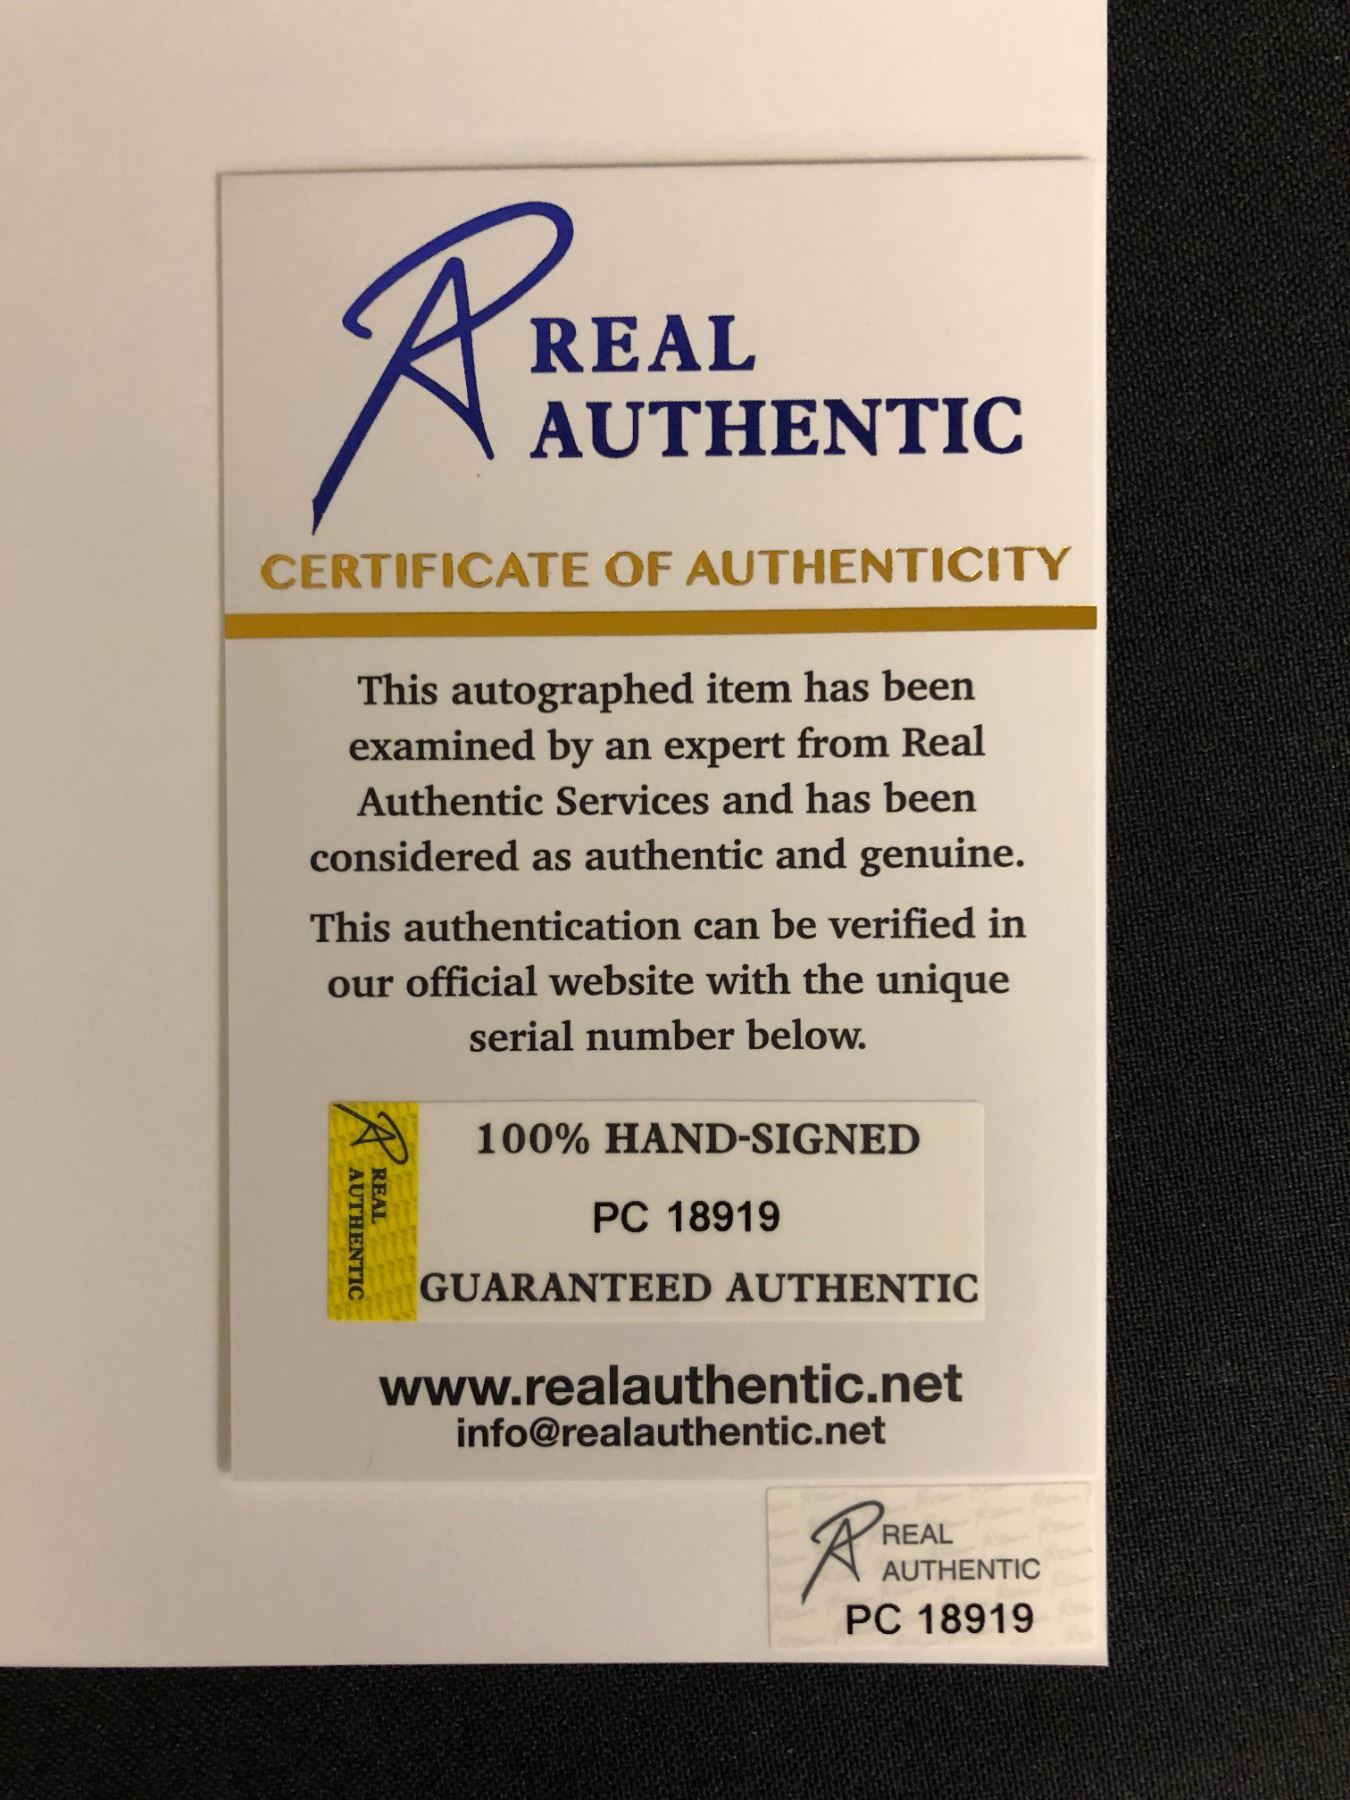 REAL
AUTHENTIC
CERTIFICATE OF AUTHENTICITY
This autographed item has been
examined by an expert from Real
Authentic Services and has been
considered as authentic and genuine.
This authentication can be verified in
our official website with the unique
serial number below.
REAL
AUTHENTIC
100% HAND-SIGNED
PC 18919
GUARANTEED AUTHENTIC
www.realauthentic.net
info@realauthentic.net
REAL
AUTHENTIC
PC 18919